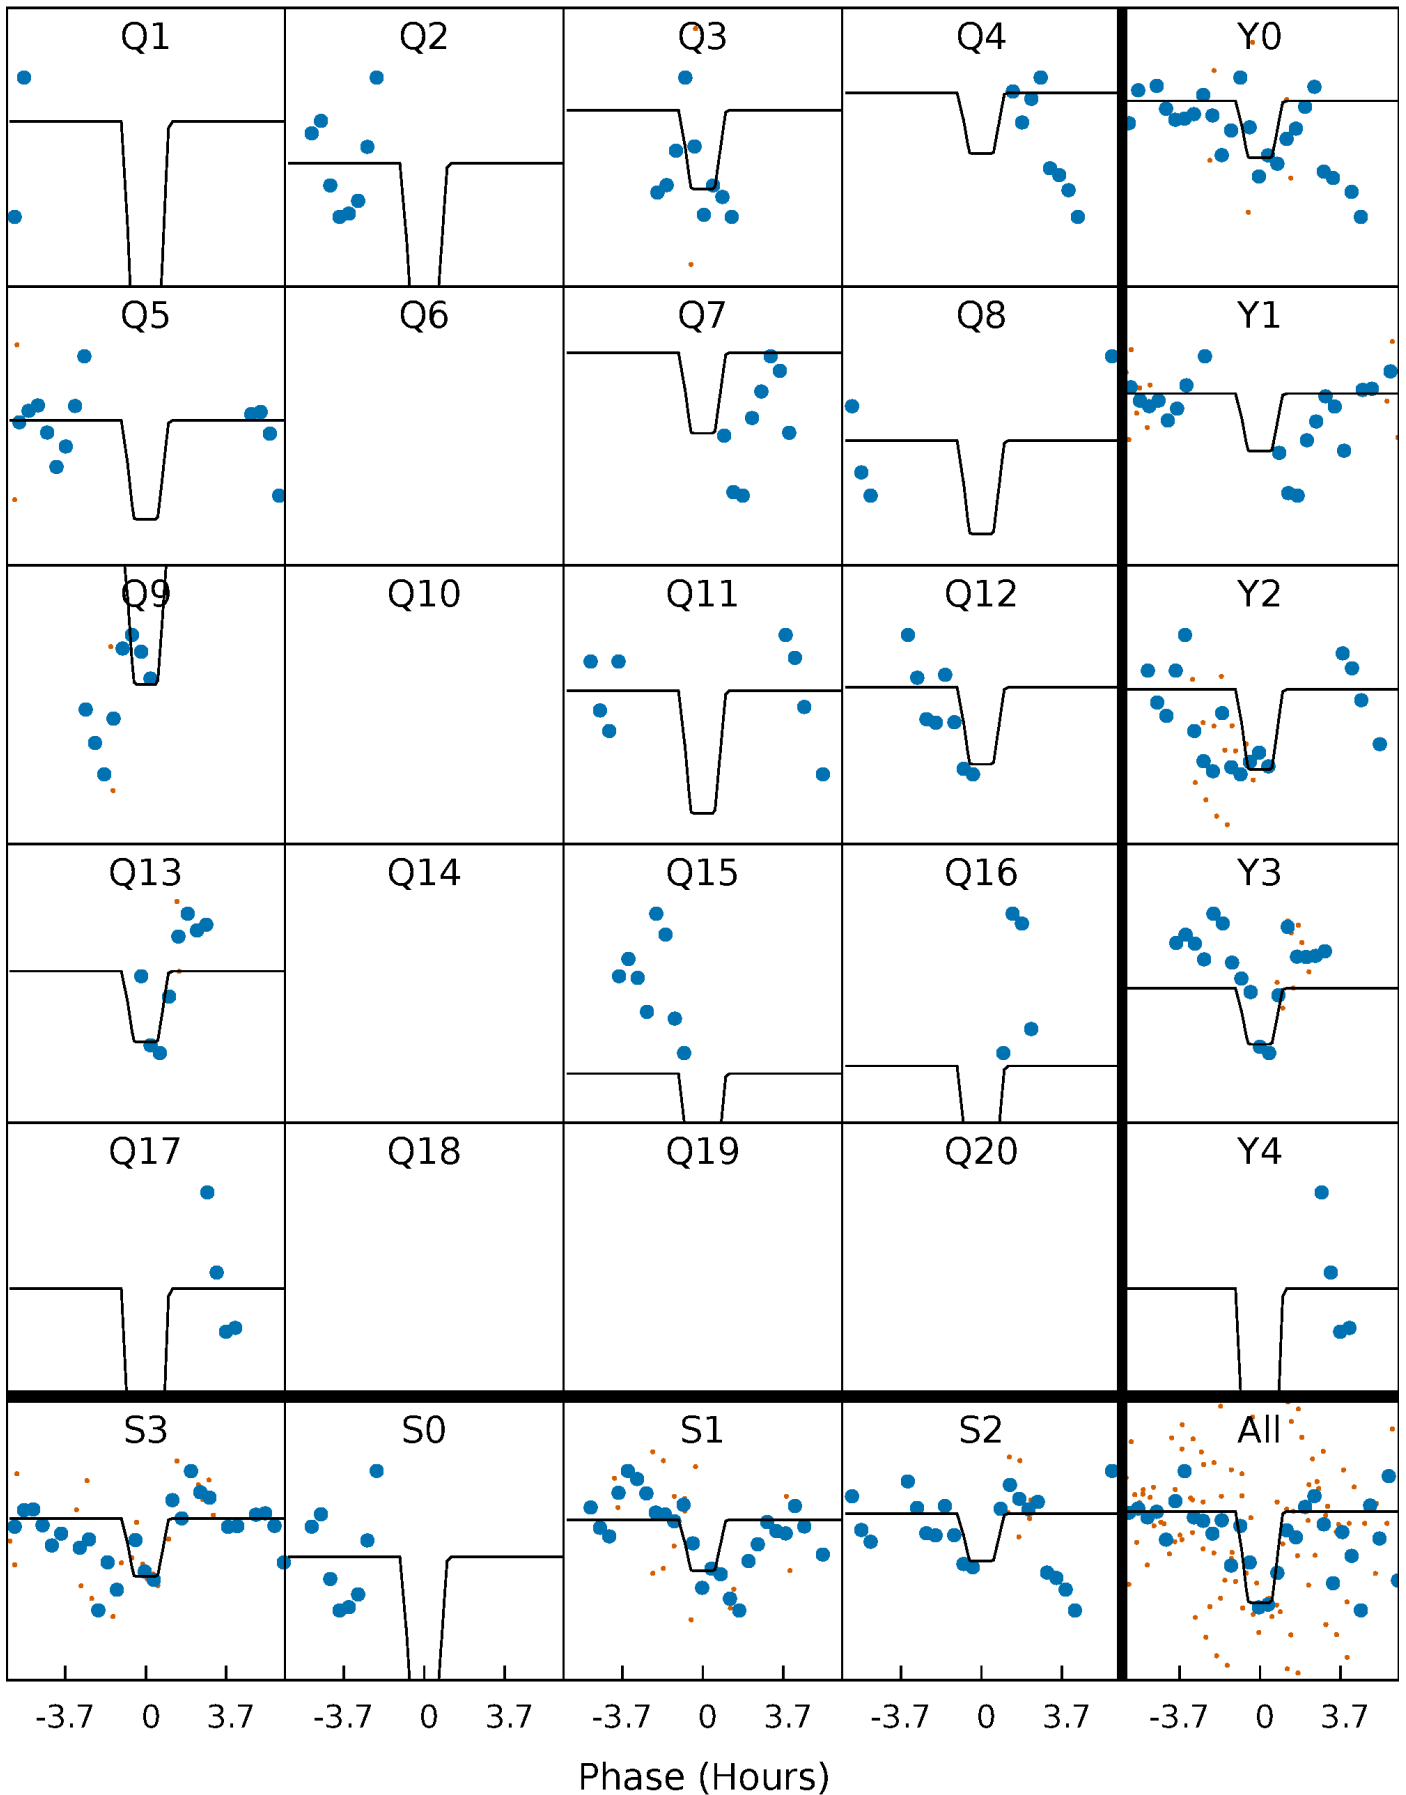 Q1 Q2 Q3 Q4 Y0
Q5 Q6 Q7 Q8 Y1
Q9 Q10 Q11 Q12 Y2
Q13 Q14 Q15 Q16 Y3
Q17 Q18 Q19 Q20 Y4
S3 S0 S1 S2 All
-3.7 0 3.7 -3.7 0 3.7 -3.7 0 3.7 -3.7 0 3.7 -3.7 0 3.7
Phase (Hours)